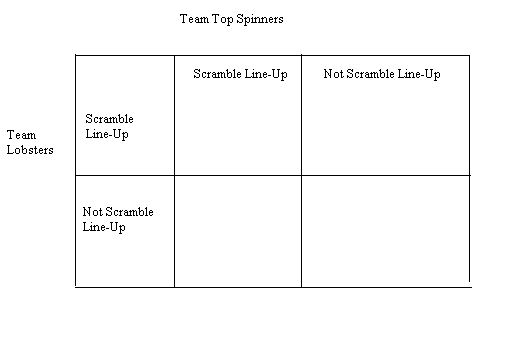 Team Top Spinners
Scramble Line-Up
Not Scramble Line-Up
Scramble
Line-Up
Team
Lobsters
Not Scramble
Line-Up